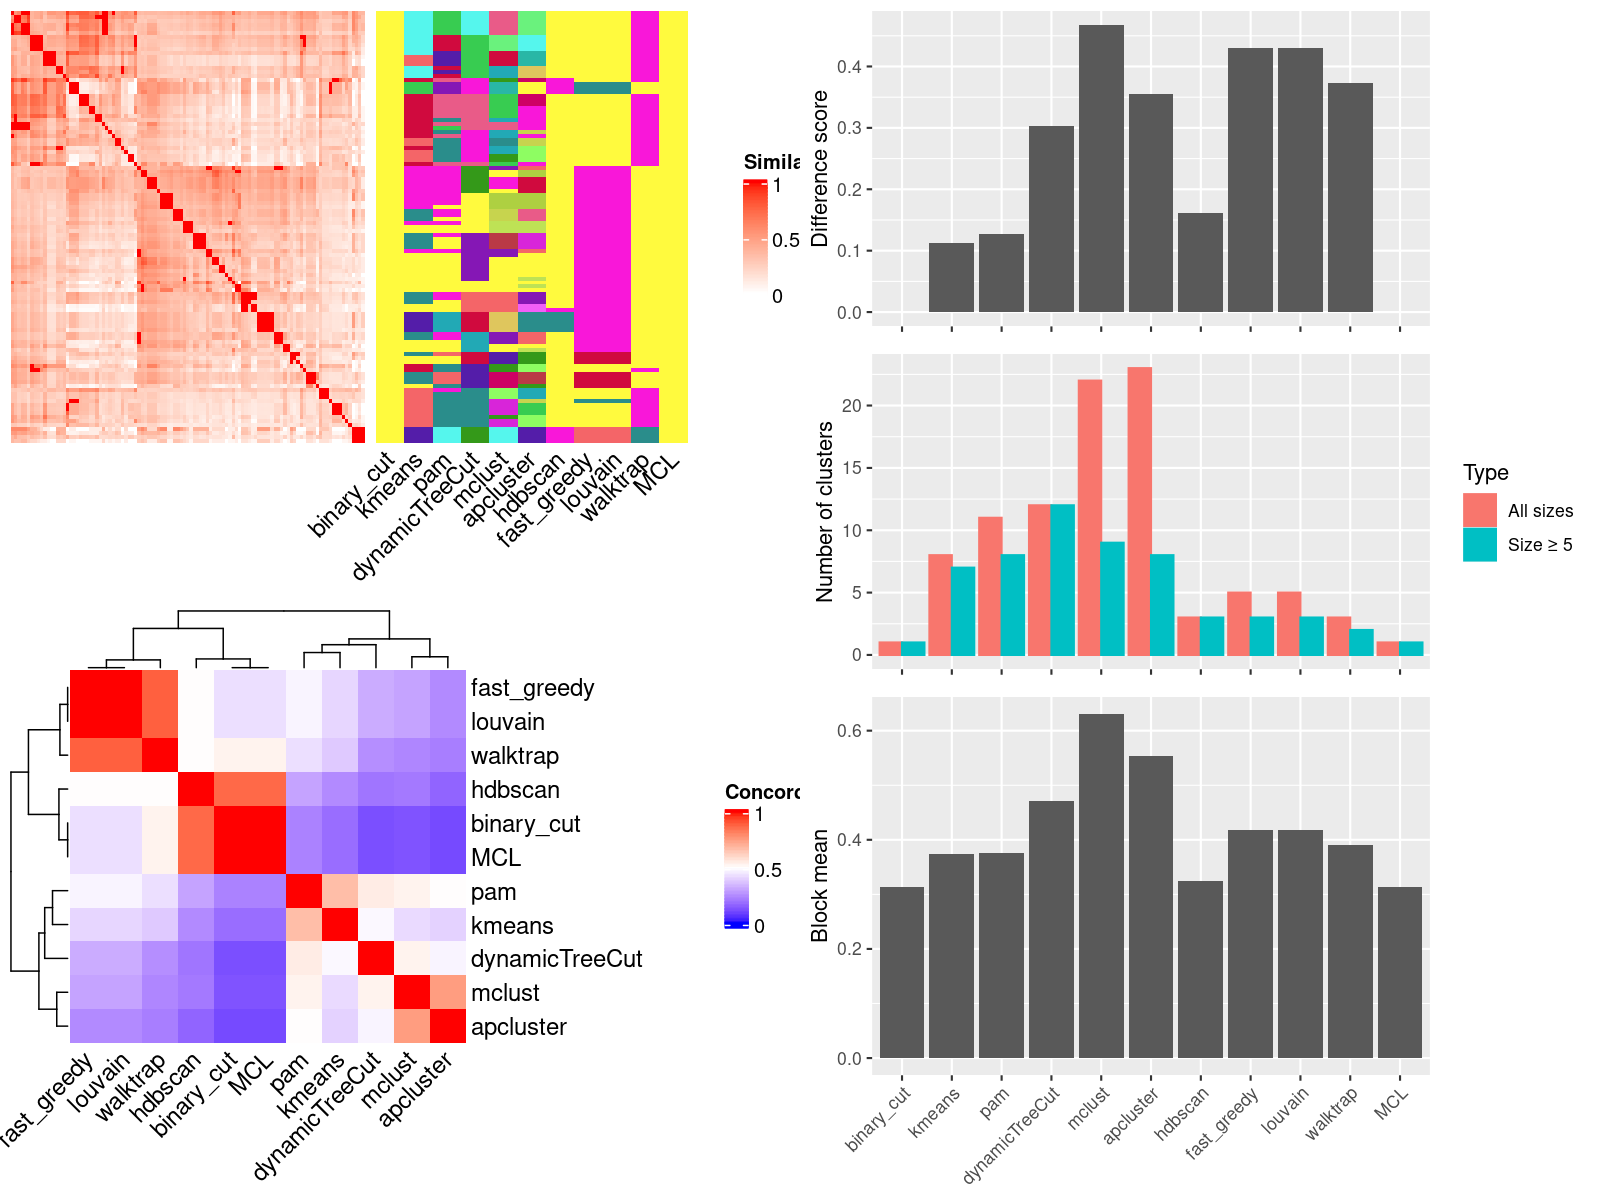 Simila
1
0.5
0
binary_cut
kmeans
pam
dynamicTreeCut
mclust
apcluster
hdbscan
fast_greedy
louvain
walktrap
MCL
fast_greedy
louvain
walktrap
hdbscan
binary_cut
MCL
pam
kmeans
dynamicTreeCut
mclust
apcluster
Concord
1
0.5
0
fast_greedy
louvain
walktrap
hdbscan
binary_cut
MCL
pam
kmeans
dynamicTreeCut
mclust
apcluster
Difference score
0.4
0.3
0.2
0.1
0.0
Number of clusters
20
15
10
5
0
Type
All sizes
Size ≥ 5
Block mean
0.6
0.4
0.2
0.0
binary_cut
kmeans
pam
dynamicTreeCut
mclust
apcluster
hdbscan
fast_greedy
louvain
walktrap
MCL